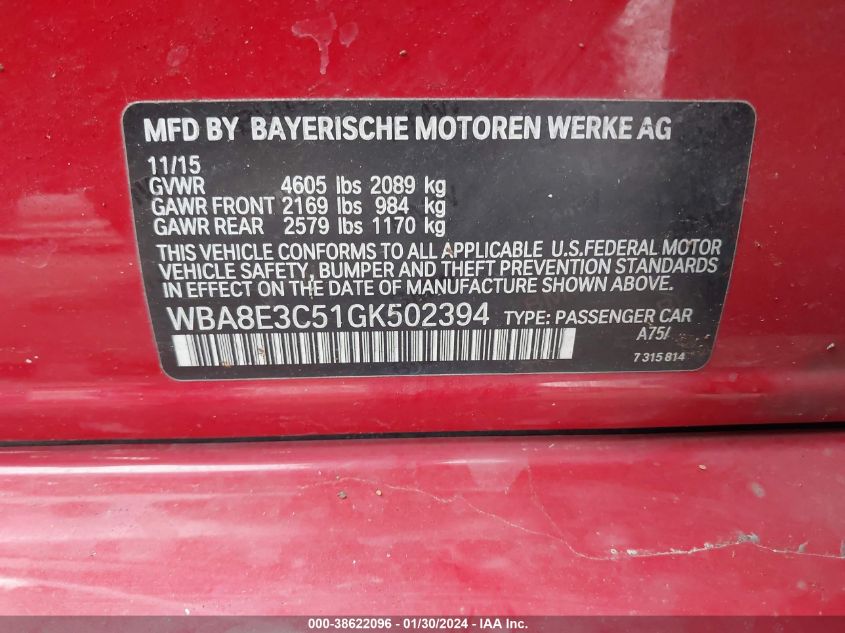 MFD BY BAYERISCHE MOTOREN WERKE AG
11/15
GVWR 4605 lbs 2089 kg
GAWR FRONT 2169 lbs 984 kg
GAWR REAR 2579 lbs 1170 kg
THIS VEHICLE CONFORMS TO ALL APPLICABLE U.S.FEDERAL MOTOR
VEHICLE SAFETY, BUMPER AND THEFT PREVENTION STANDARDS
IN EFFECT ON THE DATE OF MANUFACTURE SHOWN ABOVE.
WBA8E3C51GK502394 TYPE: PASSENGER CAR
A75/
7 315 814
000-38622096 - 01/30/2024 - IAA Inc.